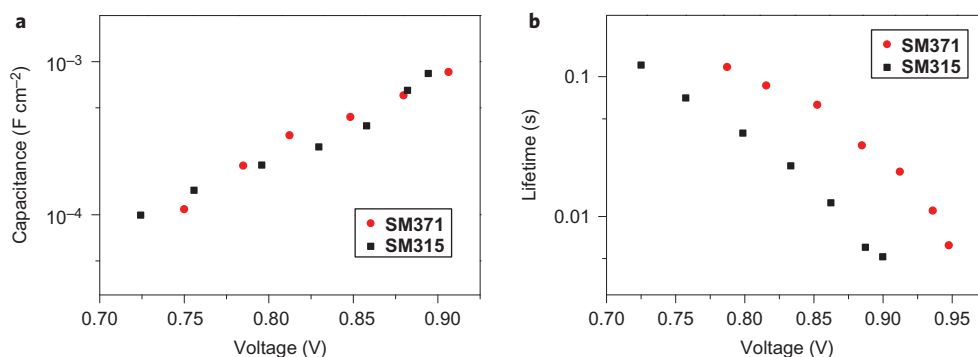 a
Capacitance (F cm⁻²)
10⁻³
10⁻⁴
SM371
SM315
0.70 0.75 0.80 0.85 0.90
Voltage (V)
b
Lifetime (s)
0.1
0.01
SM371
SM315
0.70 0.75 0.80 0.85 0.90 0.95
Voltage (V)